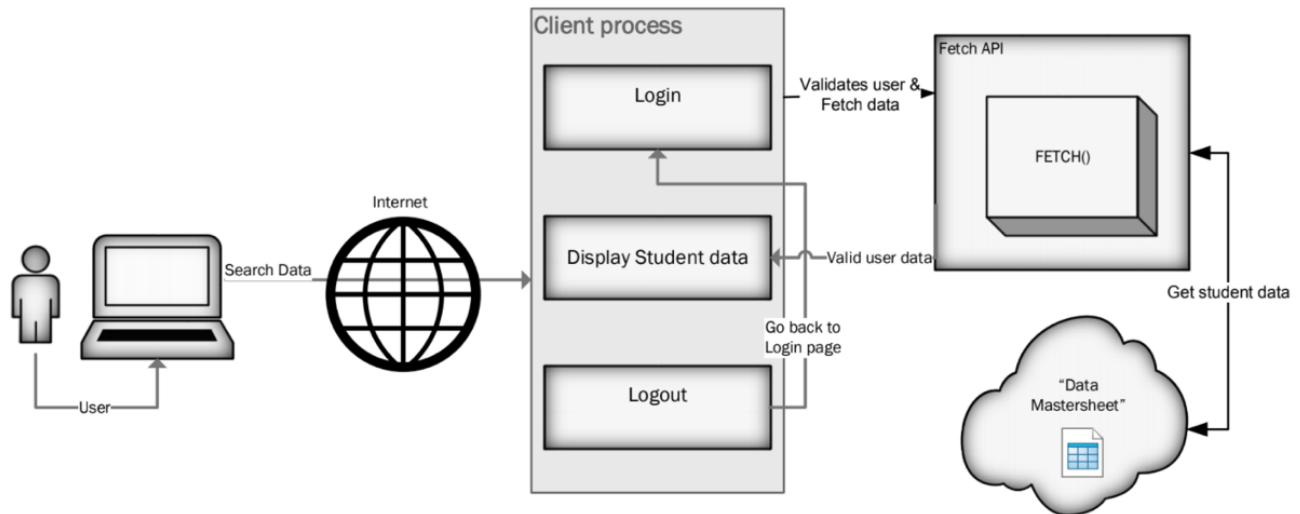 Client process
Login
Validates user &
Fetch data
Fetch API
FETCH()
Internet
Search Data
Display Student data
Valid user data
Get student data
Go back to
Login page
User
Logout
“Data
Mastersheet”